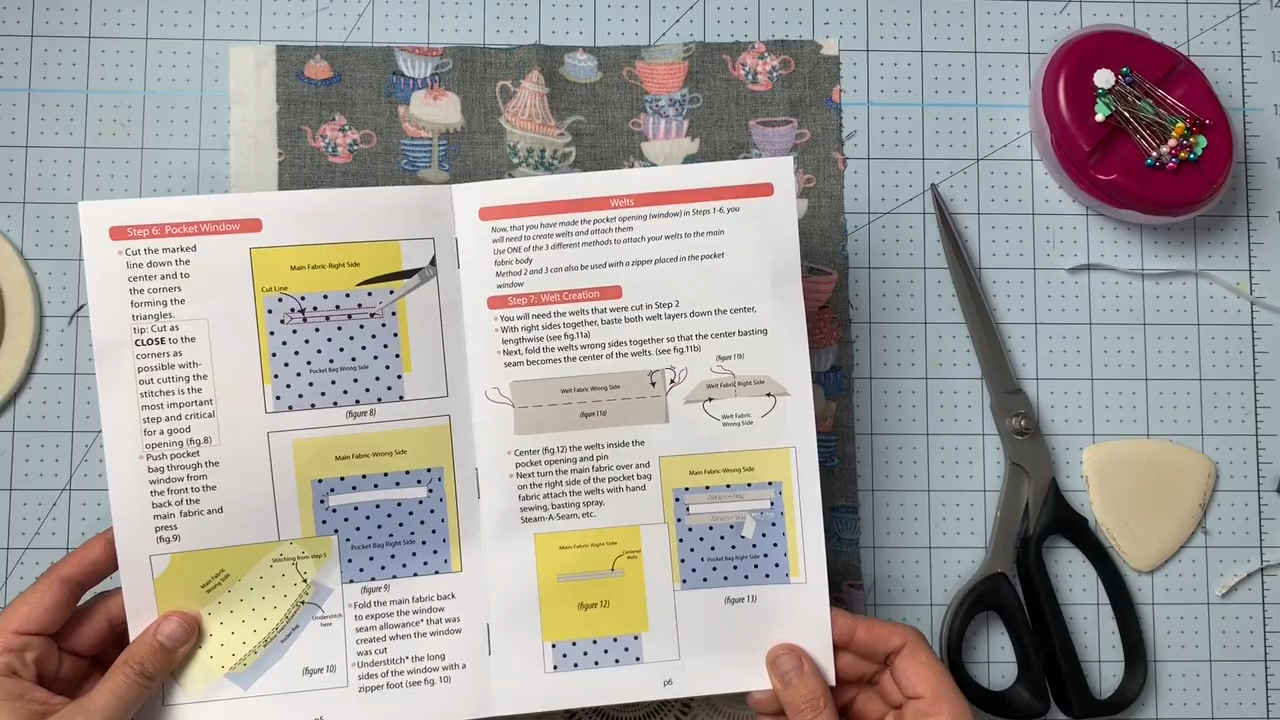 Step 6: Pocket Window
Cut the marked
line down the
center and to
the corners
forming the
triangles.
tip: Cut as
CLOSE to the
corners as
possible with-
out cutting the
stitches is the
most important
step and critical
for a good
opening (fig.8)
Push pocket
bag through the
window from
the front to the
back of the
main fabric and
press
(fig.9)
Main Fabric-Right Side
Cut Line
Pocket Bag Wrong Side
(figure 8)
Main Fabric-Wrong Side
Pocket Bag Right Side
(figure 9)
Main Fabric
Wrong Side
Stitching from step 5
Understitch
here
Pocket Bag
(figure 10)
Fold the main fabric back
to expose the window
seam allowance* that was
created when the window
was cut
Understitch* the long
sides of the window with a
zipper foot (see fig. 10)
Welts
Now, that you have made the pocket opening (window) in Steps 1-6, you
will need to create welts and attach them
Use ONE of the 3 different methods to attach your welts to the main
fabric body
Method 2 and 3 can also be used with a zipper placed in the pocket
window
Step 7: Welt Creation
You will need the welts that were cut in Step 2
With right sides together, baste both welt layers down the center,
lengthwise (see fig.11a)
Next, fold the welts wrong sides together so that the center basting
seam becomes the center of the welts. (see fig.11b)
(figure 11b)
Welt Fabric Wrong Side
(figure 11a)
Welt Fabric Right Side
Welt Fabric
Wrong Side
Center (fig.12) the welts inside the
pocket opening and pin
Next turn the main fabric over and
on the right side of the pocket bag
fabric attach the welts with hand
sewing, basting spray,
Steam-A-Seam, etc.
Main Fabric-Right Side
Centered
Welts
(figure 12)
Main Fabric-Wrong Side
Pocket Bag Right Side
(figure 13)
p6